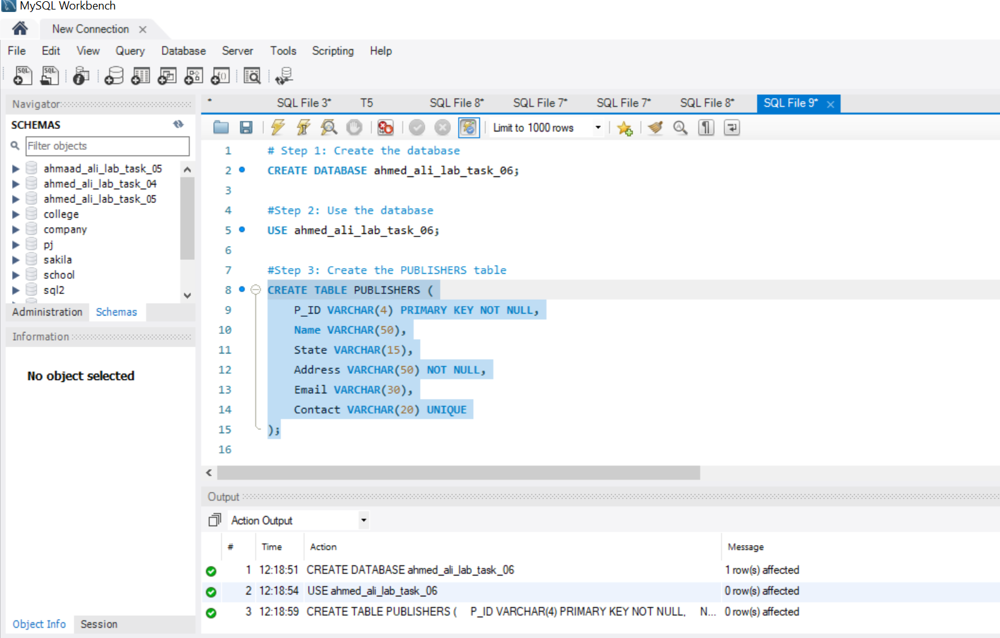 MySQL Workbench
New Connection
File Edit View Query Database Server Tools Scripting Help
Navigator
SCHEMAS
Filter objects
ahmaad_ali_lab_task_05
ahmed_ali_lab_task_04
ahmed_ali_lab_task_05
college
company
pj
sakila
school
sql2
Administration Schemas
Information
No object selected
Object Info Session
* SQL File 3* T5 SQL File 8* SQL File 7* SQL File 7* SQL File 8* SQL File 9*
Limit to 1000 rows
1 # Step 1: Create the database
2 CREATE DATABASE ahmed_ali_lab_task_06;
3
4 #Step 2: Use the database
5 USE ahmed_ali_lab_task_06;
6
7 #Step 3: Create the PUBLISHERS table
8 CREATE TABLE PUBLISHERS (
9 P_ID VARCHAR(4) PRIMARY KEY NOT NULL,
10 Name VARCHAR(50),
11 State VARCHAR(15),
12 Address VARCHAR(50) NOT NULL,
13 Email VARCHAR(30),
14 Contact VARCHAR(20) UNIQUE
15 );
16
Output
Action Output
# Time Action Message
1 12:18:51 CREATE DATABASE ahmed_ali_lab_task_06 1 row(s) affected
2 12:18:54 USE ahmed_ali_lab_task_06 0 row(s) affected
3 12:18:59 CREATE TABLE PUBLISHERS ( P_ID VARCHAR(4) PRIMARY KEY NOT NULL, N... 0 row(s) affected